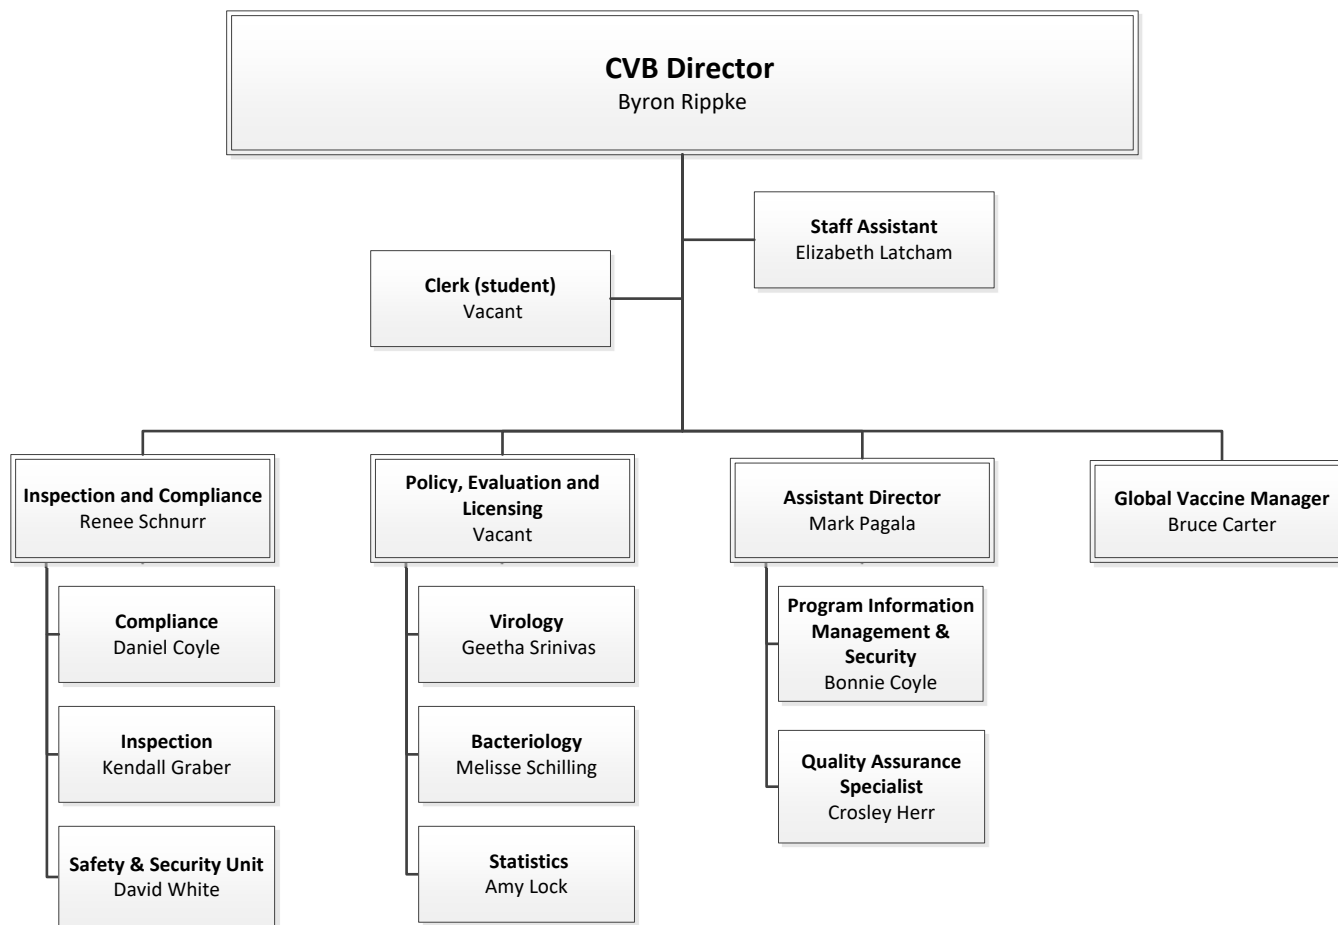 CVB Director
Byron Rippke
Staff Assistant
Elizabeth Latcham
Clerk (student)
Vacant
Inspection and Compliance
Renee Schnurr
Policy, Evaluation and
Licensing
Vacant
Assistant Director
Mark Pagala
Global Vaccine Manager
Bruce Carter
Compliance
Daniel Coyle
Inspection
Kendall Graber
Safety & Security Unit
David White
Virology
Geetha Srinivas
Bacteriology
Melisse Schilling
Statistics
Amy Lock
Program Information
Management &
Security
Bonnie Coyle
Quality Assurance
Specialist
Crosley Herr